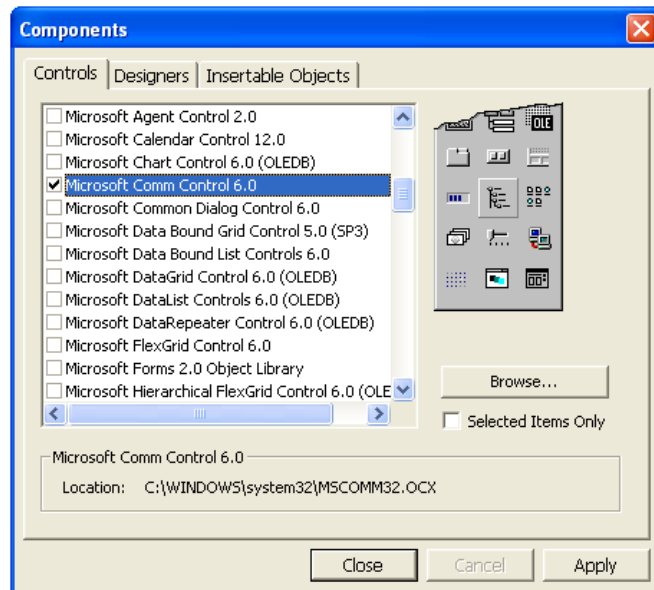 Components
Controls Designers Insertable Objects
Microsoft Agent Control 2.0
Microsoft Calendar Control 12.0
Microsoft Chart Control 6.0 (OLEDB)
Microsoft Comm Control 6.0
Microsoft Common Dialog Control 6.0
Microsoft Data Bound Grid Control 5.0 (SP3)
Microsoft Data Bound List Controls 6.0
Microsoft DataGrid Control 6.0 (OLEDB)
Microsoft DataList Controls 6.0 (OLEDB)
Microsoft DataRepeater Control 6.0 (OLEDB)
Microsoft FlexGrid Control 6.0
Microsoft Forms 2.0 Object Library
Microsoft Hierarchical FlexGrid Control 6.0 (OLE
OLE
Browse...
Selected Items Only
Microsoft Comm Control 6.0
Location: C:\WINDOWS\system32\MSCOMM32.OCX
Close Cancel Apply